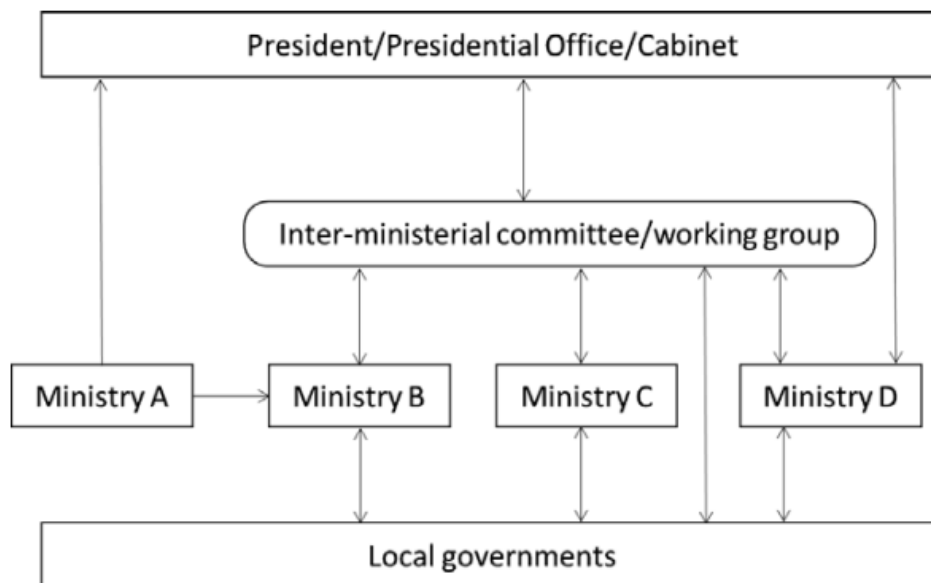 President/Presidential Office/Cabinet
Inter-ministerial committee/working group
Ministry A
Ministry B
Ministry C
Ministry D
Local governments